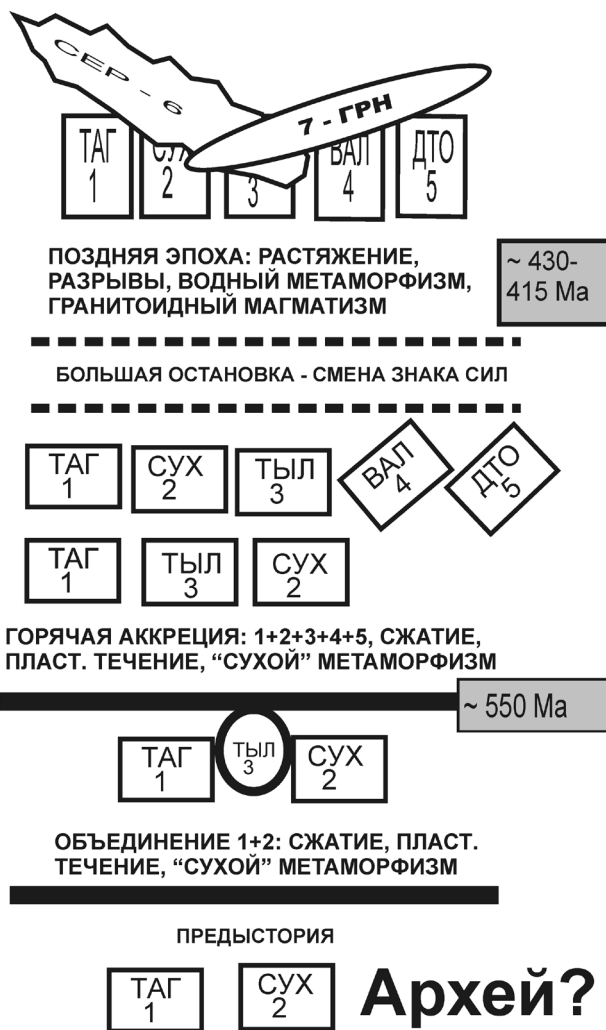 СЕР - 6
7 - ГРН
ТАГ
1
СУХ
2
3
ВАЛ
4
ДТО
5
ПОЗДНЯЯ ЭПОХА: РАСТЯЖЕНИЕ,
РАЗРЫВЫ, ВОДНЫЙ МЕТАМОРФИЗМ,
ГРАНИТОИДНЫЙ МАГМАТИЗМ
~ 430-
415 Ma
БОЛЬШАЯ ОСТАНОВКА - СМЕНА ЗНАКА СИЛ
ТАГ
1
СУХ
2
ТЫЛ
3
ВАЛ
4
ДТО
5
ТАГ
1
ТЫЛ
3
СУХ
2
ГОРЯЧАЯ АККРЕЦИЯ: 1+2+3+4+5, СЖАТИЕ,
ПЛАСТ. ТЕЧЕНИЕ, “СУХОЙ” МЕТАМОРФИЗМ
~ 550 Ma
ТАГ
1
ТЫЛ
3
СУХ
2
ОБЪЕДИНЕНИЕ 1+2: СЖАТИЕ, ПЛАСТ.
ТЕЧЕНИЕ, “СУХОЙ” МЕТАМОРФИЗМ
ПРЕДЫСТОРИЯ
ТАГ
1
СУХ
2
Архей?